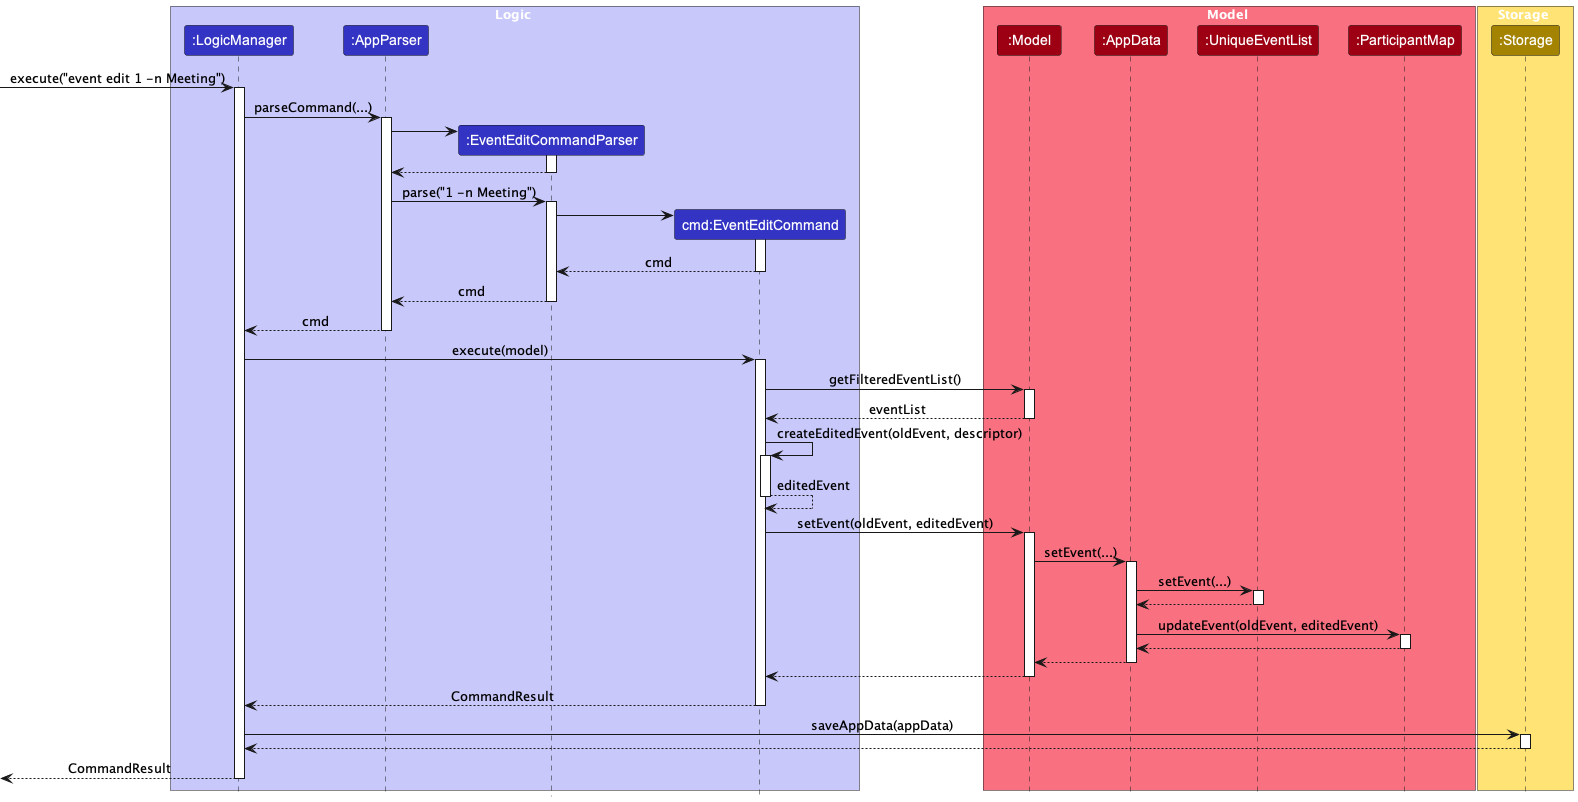 Logic
Model
Storage
:LogicManager
:AppParser
:Model
:AppData
:UniqueEventList
:ParticipantMap
:Storage
execute("event edit 1 -n Meeting")
parseCommand(...)
:EventEditCommandParser
parse("1 -n Meeting")
cmd:EventEditCommand
cmd
cmd
cmd
execute(model)
getFilteredEventList()
eventList
createEditedEvent(oldEvent, descriptor)
editedEvent
setEvent(oldEvent, editedEvent)
setEvent(...)
setEvent(...)
updateEvent(oldEvent, editedEvent)
CommandResult
saveAppData(appData)
CommandResult